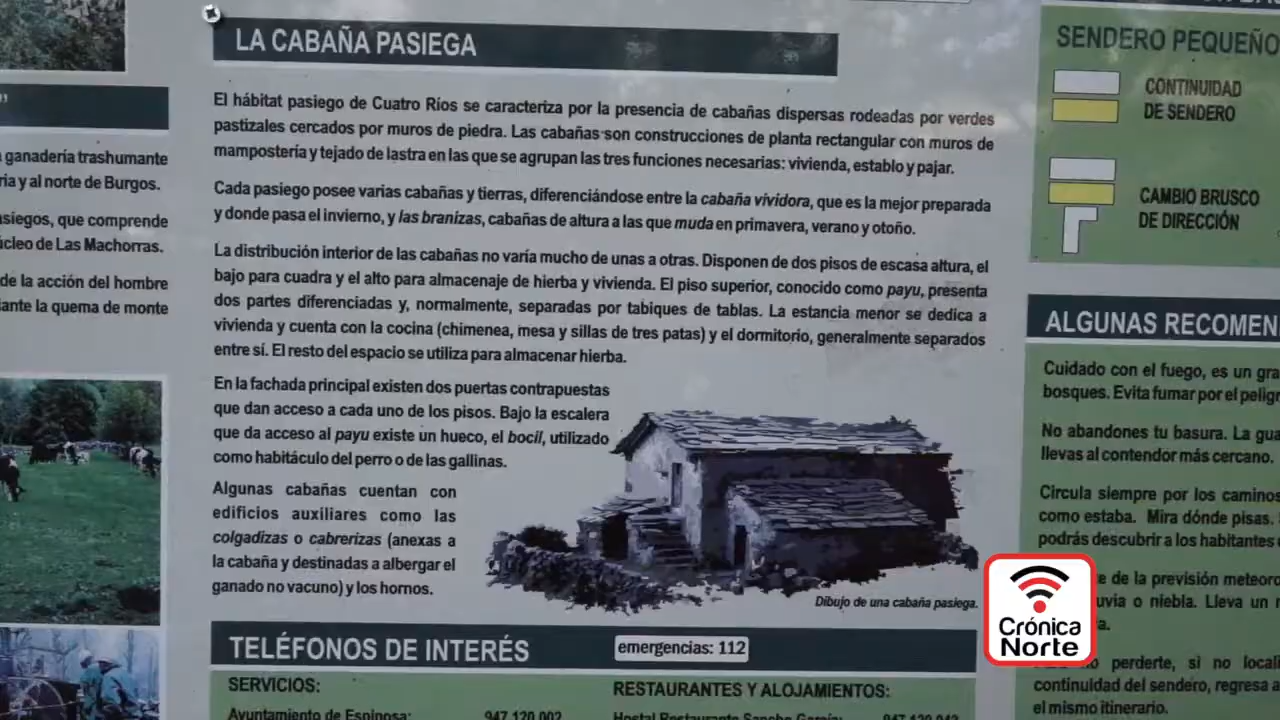 LA CABAÑA PASIEGA
El hábitat pasiego de Cuatro Ríos se caracteriza por la presencia de cabañas dispersas rodeadas por verdes
pastizales cercados por muros de piedra. Las cabañas son construcciones de planta rectangular con muros de
mampostería y tejado de lastra en las que se agrupan las tres funciones necesarias: vivienda, establo y pajar.
Cada pasiego posee varias cabañas y tierras, diferenciándose entre la cabaña vividora, que es la mejor preparada
y donde pasa el invierno, y las branizas, cabañas de altura a las que muda en primavera, verano y otoño.
La distribución interior de las cabañas no varía mucho de unas a otras. Disponen de dos pisos de escasa altura, el
bajo para cuadra y el alto para almacenaje de hierba y vivienda. El piso superior, conocido como payu, presenta
dos partes diferenciadas y, normalmente, separadas por tabiques de tablas. La estancia menor se dedica a
vivienda y cuenta con la cocina (chimenea, mesa y sillas de tres patas) y el dormitorio, generalmente separados
entre sí. El resto del espacio se utiliza para almacenar hierba.
En la fachada principal existen dos puertas contrapuestas
que dan acceso a cada uno de los pisos. Bajo la escalera
que da acceso al payu existe un hueco, el bocil, utilizado
como habitáculo del perro o de las gallinas.
Algunas cabañas cuentan con
edificios auxiliares como las
colgadizas o cabrerizas (anexas a
la cabaña y destinadas a albergar el
ganado no vacuno) y los hornos.
Dibujo de una cabaña pasiega.
TELÉFONOS DE INTERÉS
emergencias: 112
SERVICIOS:
Ayuntamiento de Espinosa: 947 120 002
RESTAURANTES Y ALOJAMIENTOS:
Hostal Restaurante Sancho García:
ganadería trashumante
y al norte de Burgos.
que comprende
de Las Machorras.
de la acción del hombre
la quema de monte
SENDERO PEQUEÑO
CONTINUIDAD
DE SENDERO
CAMBIO BRUSCO
DE DIRECCIÓN
ALGUNAS
Cuidado con el fuego, es un
bosques. Evita fumar por el
No abandones tu basura. La
llevas al contendor más cercano.
Circula siempre por los caminos
como estaba. Mira dónde pisas.
podrás descubrir a los habitantes
de la previsión
o niebla. Lleva un
perderte, si no
continuidad del sendero, regresa
el mismo itinerario.
Crónica
Norte